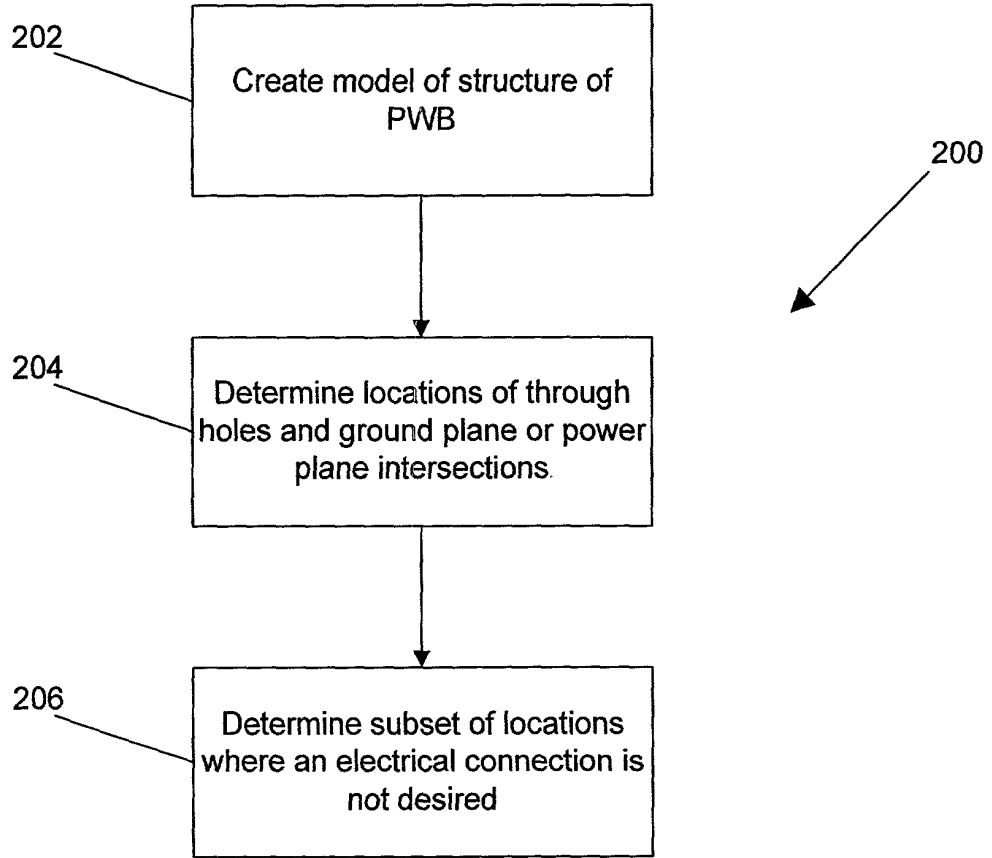 202
Create model of structure of
PWB
200
204
Determine locations of through
holes and ground plane or power
plane intersections.
206
Determine subset of locations
where an electrical connection is
not desired